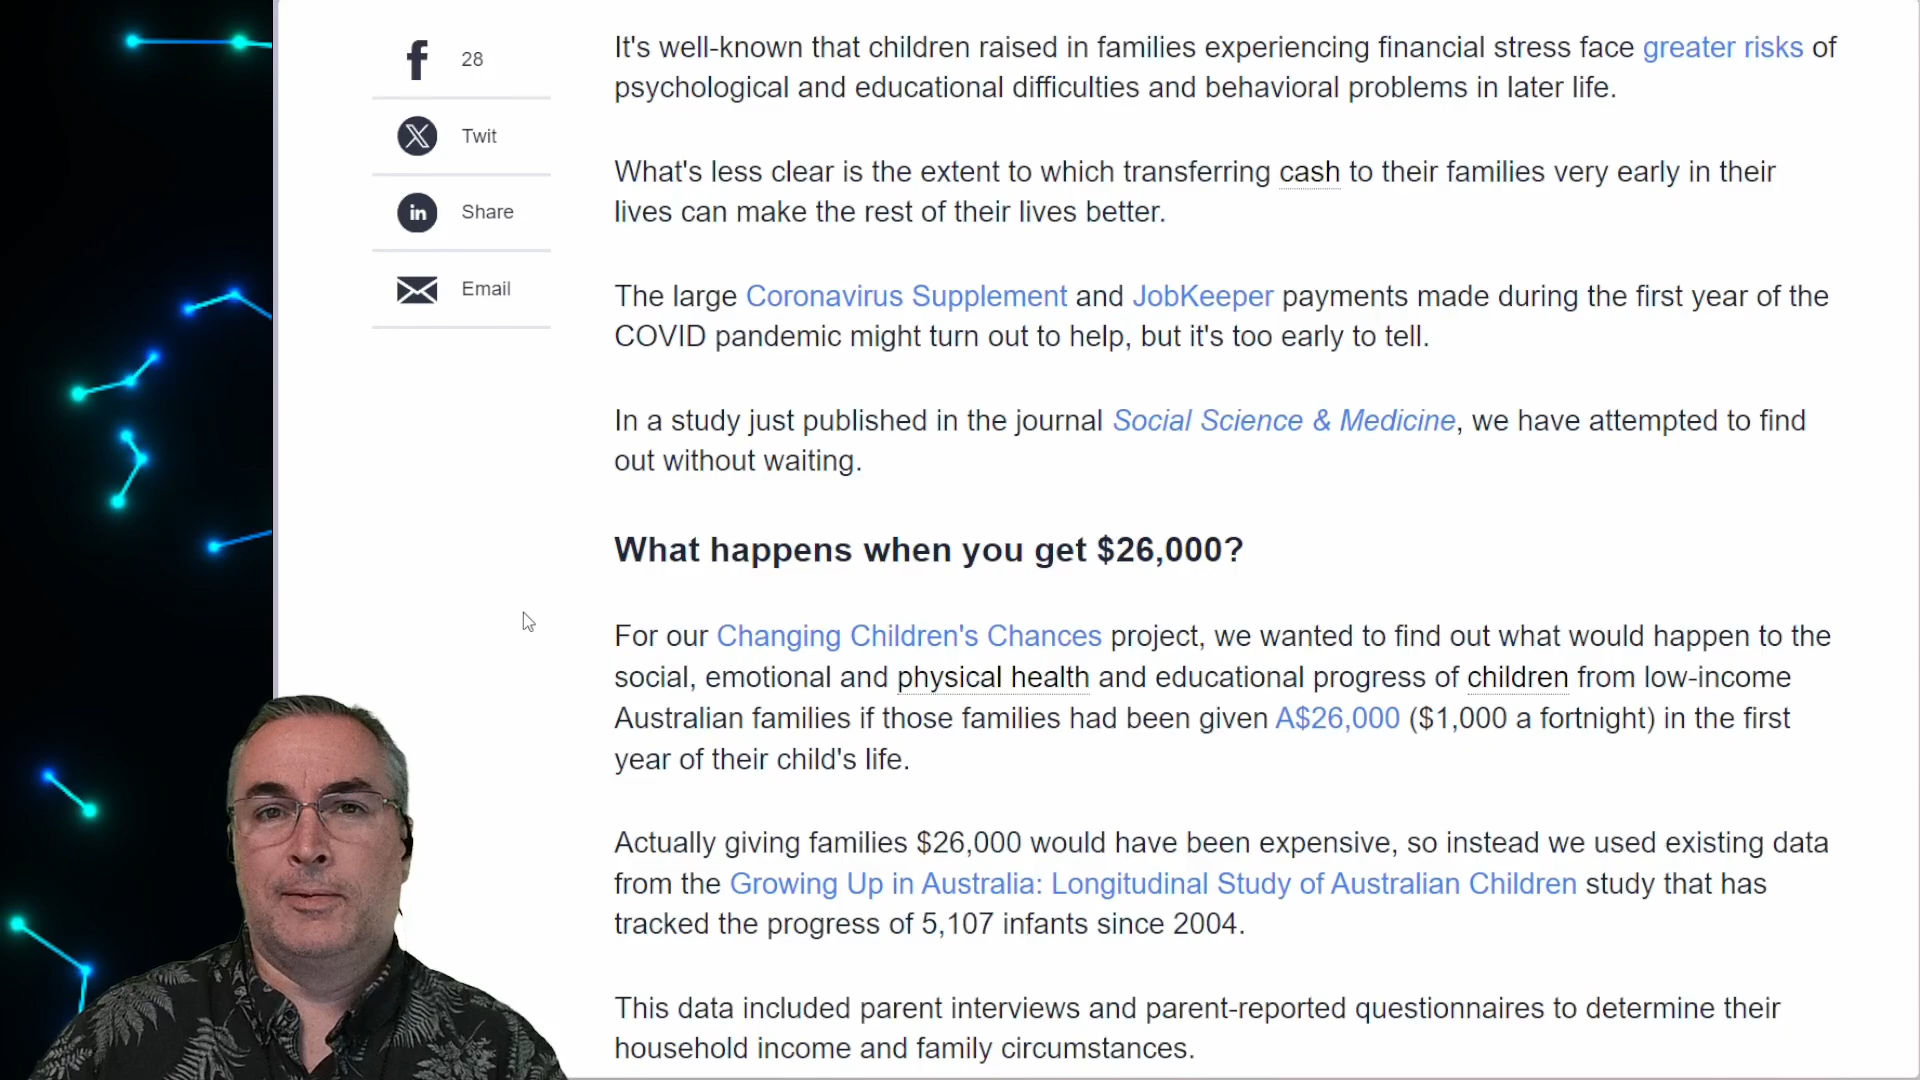 28
Twit
in
Share
Email
It's well-known that children raised in families experiencing financial stress face greater risks of
psychological and educational difficulties and behavioral problems in later life.
What's less clear is the extent to which transferring cash to their families very early in their
lives can make the rest of their lives better.
The large Coronavirus Supplement and JobKeeper payments made during the first year of the
COVID pandemic might turn out to help, but it's too early to tell.
In a study just published in the journal Social Science & Medicine, we have attempted to find
out without waiting.
What happens when you get $26,000?
For our Changing Children's Chances project, we wanted to find out what would happen to the
social, emotional and physical health and educational progress of children from low-income
Australian families if those families had been given A$26,000 ($1,000 a fortnight) in the first
year of their child's life.
Actually giving families $26,000 would have been expensive, so instead we used existing data
from the Growing Up in Australia: Longitudinal Study of Australian Children study that has
tracked the progress of 5,107 infants since 2004.
This data included parent interviews and parent-reported questionnaires to determine their
household income and family circumstances.